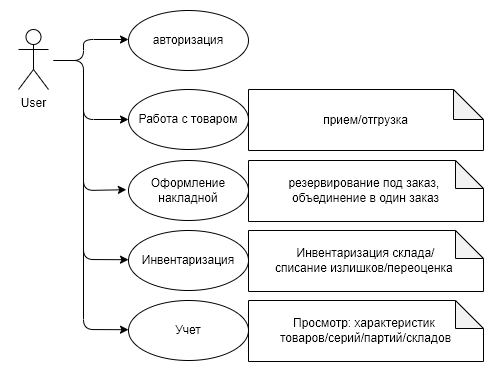 авторизация
User
Работа с товаром
прием/отгрузка
Оформление
накладной
резервирование под заказ,
объединение в один заказ
Инвентаризация
Инвентаризация склада/
списание излишков/переоценка
Учет
Просмотр: характеристик
товаров/серий/партий/складов